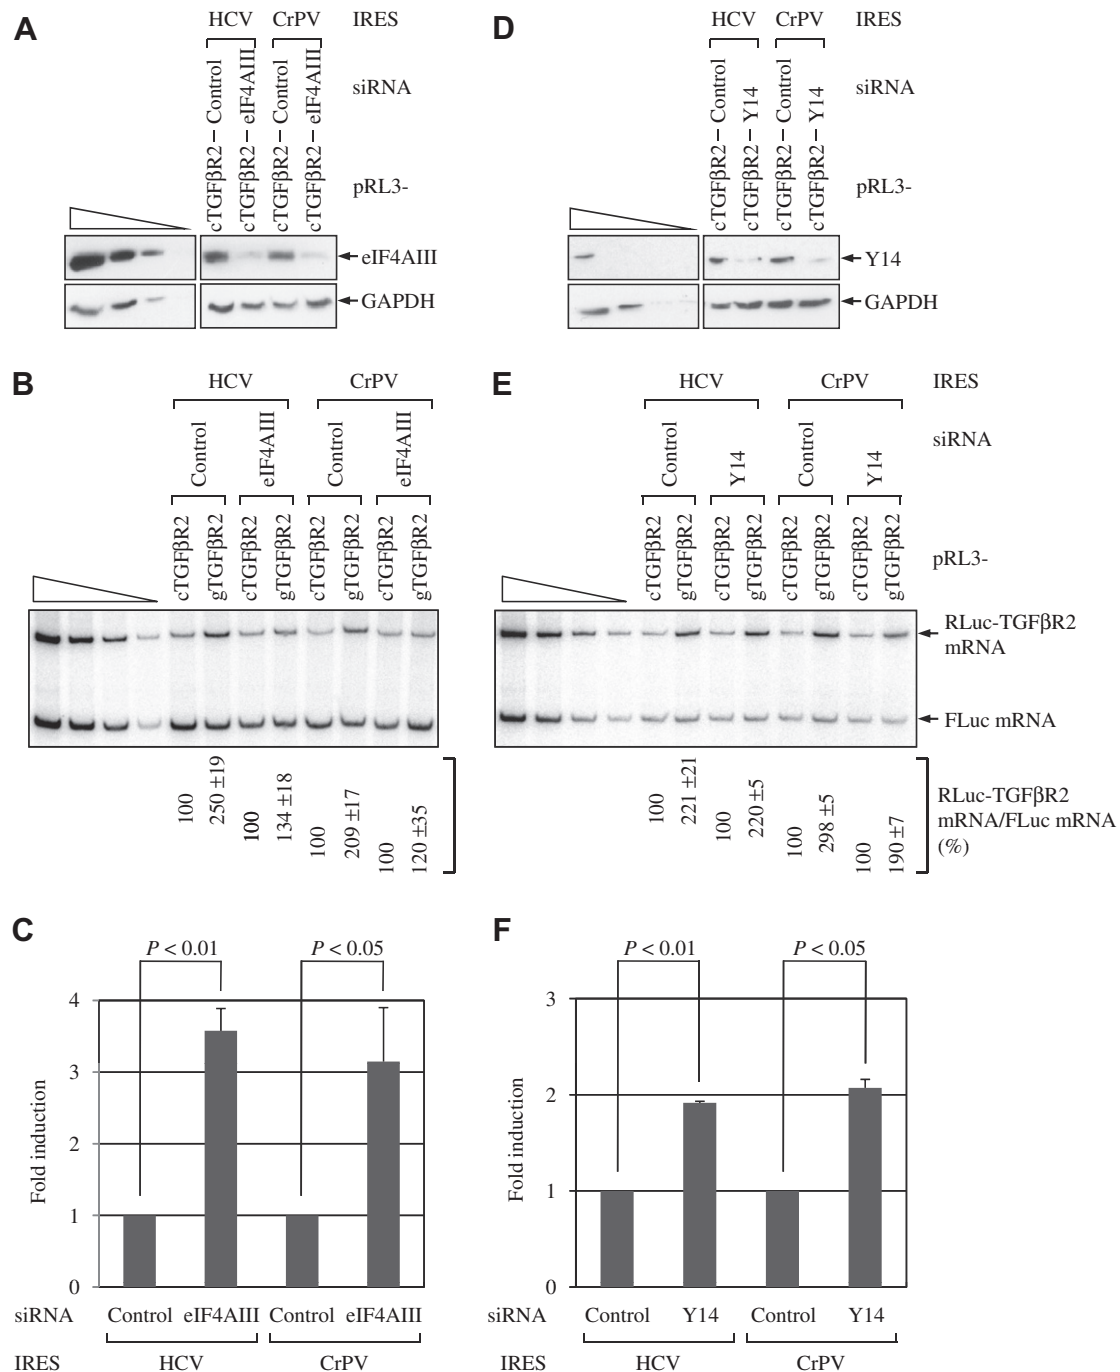 A
HCV CrPV IRES
cTGFβR2 – Control
cTGFβR2 – eIF4AIII
cTGFβR2 – Control
cTGFβR2 – eIF4AIII
siRNA
pRL3-
eIF4AIII
GAPDH
B
HCV CrPV
Control
eIF4AIII
Control
eIF4AIII
cTGFβR2
gTGFβR2
cTGFβR2
gTGFβR2
cTGFβR2
gTGFβR2
cTGFβR2
gTGFβR2
100
250 ±19
100
134 ±18
100
209 ±17
100
120 ±35
C
P < 0.01 P < 0.05
4
3
2
1
0
Fold induction
siRNA Control eIF4AIII Control eIF4AIII
IRES HCV CrPV
D
HCV CrPV IRES
cTGFβR2 – Control
cTGFβR2 – Y14
cTGFβR2 – Control
cTGFβR2 – Y14
siRNA
pRL3-
Y14
GAPDH
E
HCV CrPV IRES
Control
Y14
Control
Y14
siRNA
cTGFβR2
gTGFβR2
cTGFβR2
gTGFβR2
cTGFβR2
gTGFβR2
cTGFβR2
gTGFβR2
pRL3-
RLuc-TGFβR2
mRNA
FLuc mRNA
100
221 ±21
100
220 ±5
100
298 ±5
100
190 ±7
RLuc-TGFβR2
mRNA/FLuc mRNA
(%)
F
P < 0.01 P < 0.05
3
2
1
0
Fold induction
siRNA Control Y14 Control Y14
IRES HCV CrPV